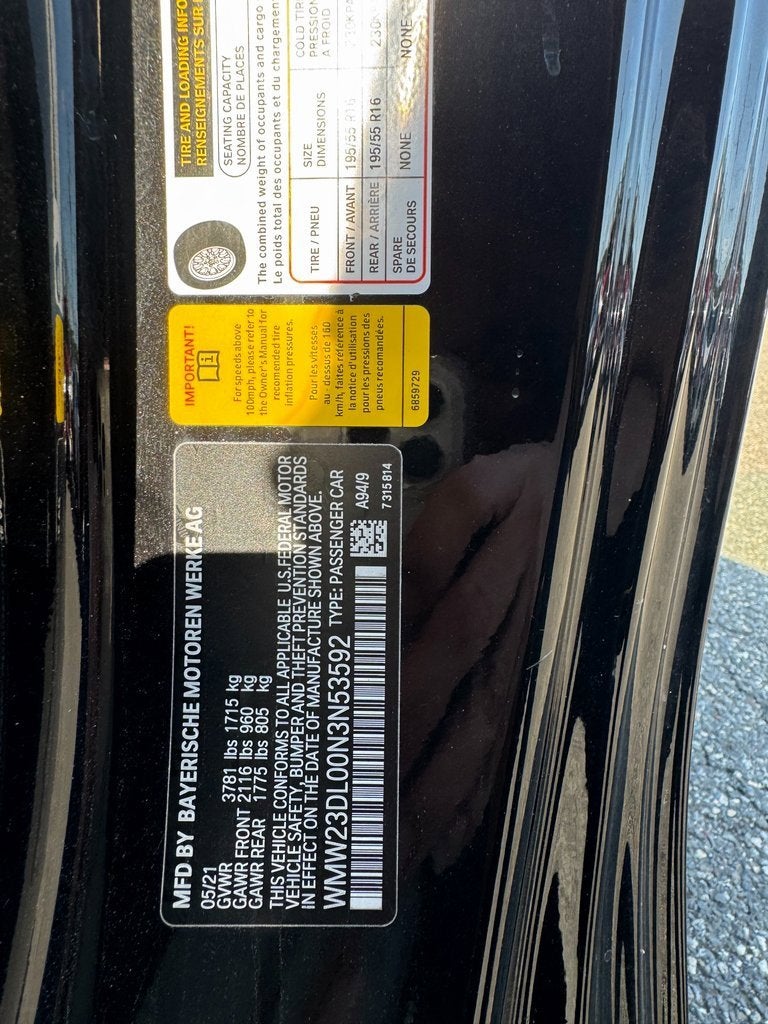 MFD BY BAYERISCHE MOTOREN WERKE AG
05/21
GVWR 3781 lbs 1715 kg
GAWR FRONT 2116 lbs 960 kg
GAWR REAR 1775 lbs 805 kg
THIS VEHICLE CONFORMS TO ALL APPLICABLE U.S.FEDERAL MOTOR
VEHICLE SAFETY, BUMPER AND THEFT PREVENTION STANDARDS
IN EFFECT ON THE DATE OF MANUFACTURE SHOWN ABOVE.
WMW23DL00N3N53592 TYPE: PASSENGER CAR
A94/9
7315814
IMPORTANT!
For speeds above
100mph, please refer to
the Owner's Manual for
recomended tire
inflation pressures.
Pour les vitesses
au - dessus de 160
km/h, faites référence à
la notice d'utilisation
pour les pressions des
pneus recomandées.
6859729
TIRE AND LOADING INFO
RENSEIGNEMENTS SUR
SEATING CAPACITY
NOMBRE DE PLACES
The combined weight of occupants and cargo
Le poids total des occupants et du chargement
TIRE / PNEU
SIZE
DIMENSIONS
COLD TIRE
PRESSION
A FROID
FRONT / AVANT 195/55 R16 230KPA
REAR / ARRIÈRE 195/55 R16 230
SPARE
DE SECOURS
NONE NONE